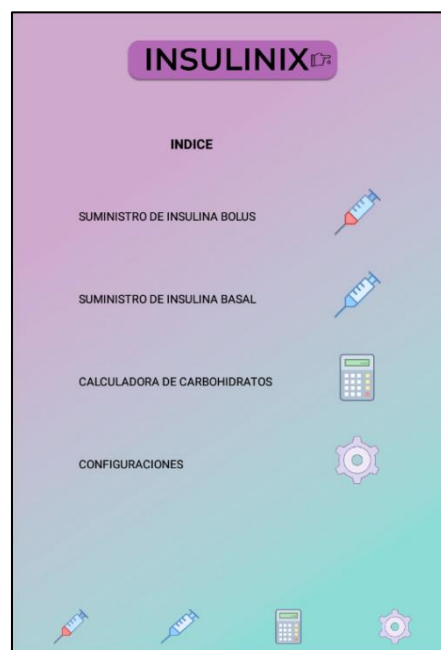 INSULINIX
INDICE
SUMINISTRO DE INSULINA BOLUS
SUMINISTRO DE INSULINA BASAL
CALCULADORA DE CARBOHIDRATOS
CONFIGURACIONES